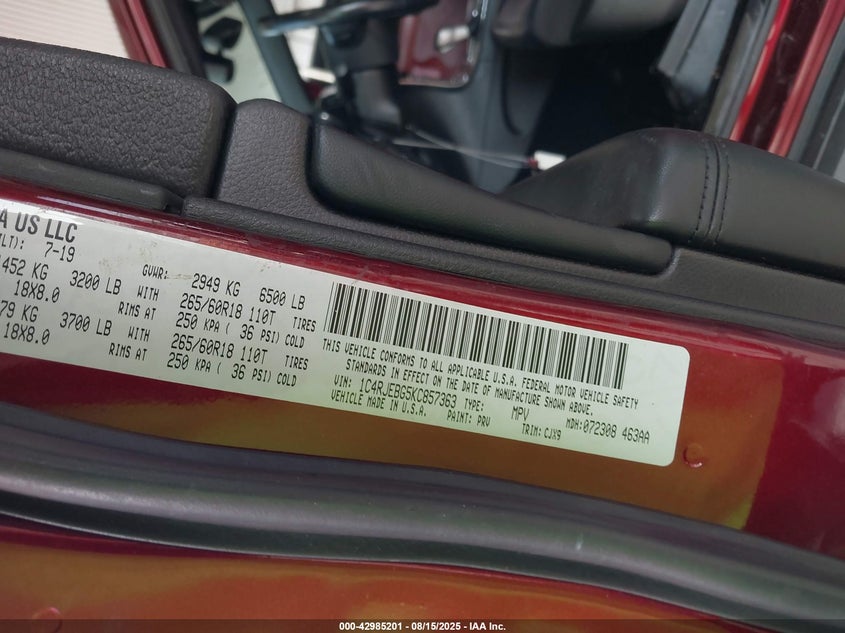 A US LLC
LT): 7-19
GVWR: 2949 KG 6500 LB
1452 KG 3200 LB WITH 265/60R18 110T TIRES
18X8.0 RIMS AT 250 KPA ( 36 PSI) COLD
79 KG 3700 LB WITH 265/60R18 110T TIRES
18X8.0 RIMS AT 250 KPA ( 36 PSI) COLD
THIS VEHICLE CONFORMS TO ALL APPLICABLE U.S.A. FEDERAL MOTOR VEHICLE SAFETY
STANDARDS IN EFFECT ON THE DATE OF MANUFACTURE SHOWN ABOVE.
VIN: 1C4RJEBG5KC857363 TYPE: MPV MDH:072308 463AA
VEHICLE MADE IN U.S.A. PAINT: PRV TRIM: CJX9
000-42985201 - 08/15/2025 - IAA Inc.